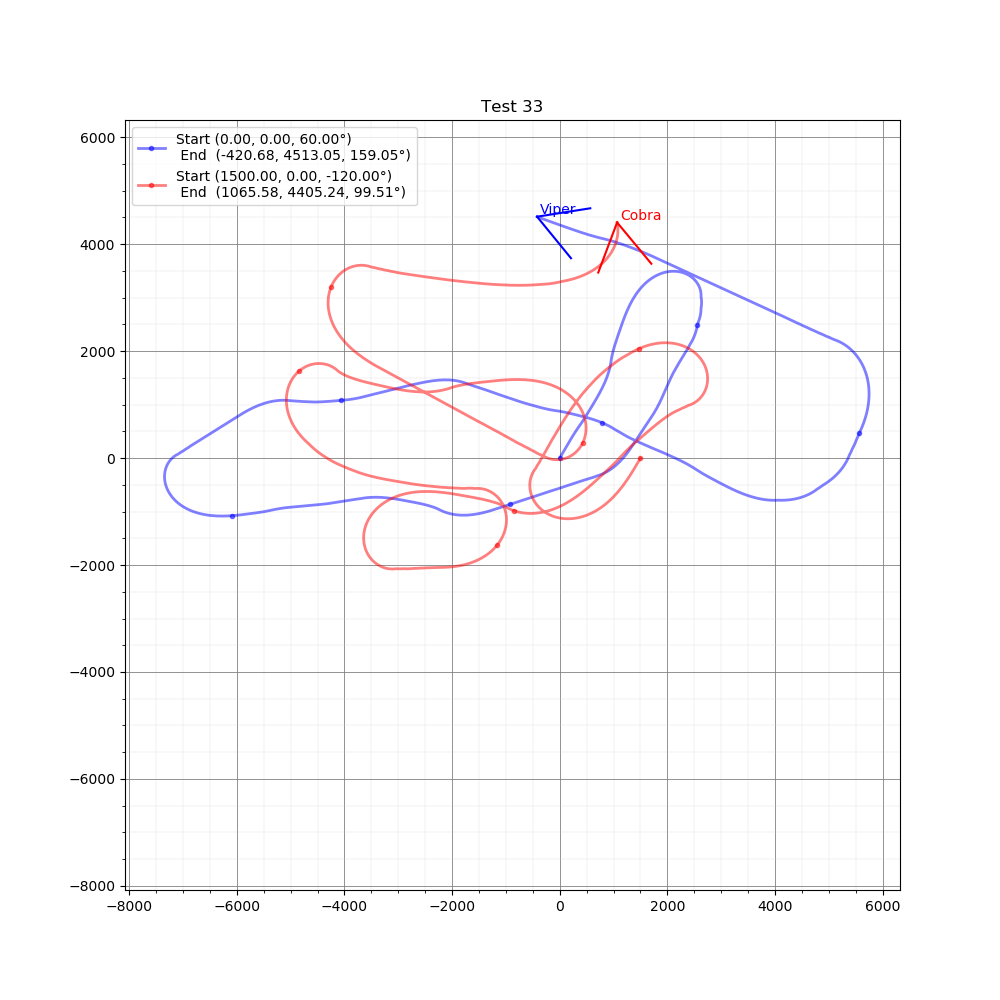 Test 33
Start (0.00, 0.00, 60.00°)
End (-420.68, 4513.05, 159.05°)
Start (1500.00, 0.00, -120.00°)
End (1065.58, 4405.24, 99.51°)
Viper
Cobra
6000
4000
2000
0
−2000
−4000
−6000
−8000
−8000 −6000 −4000 −2000 0 2000 4000 6000